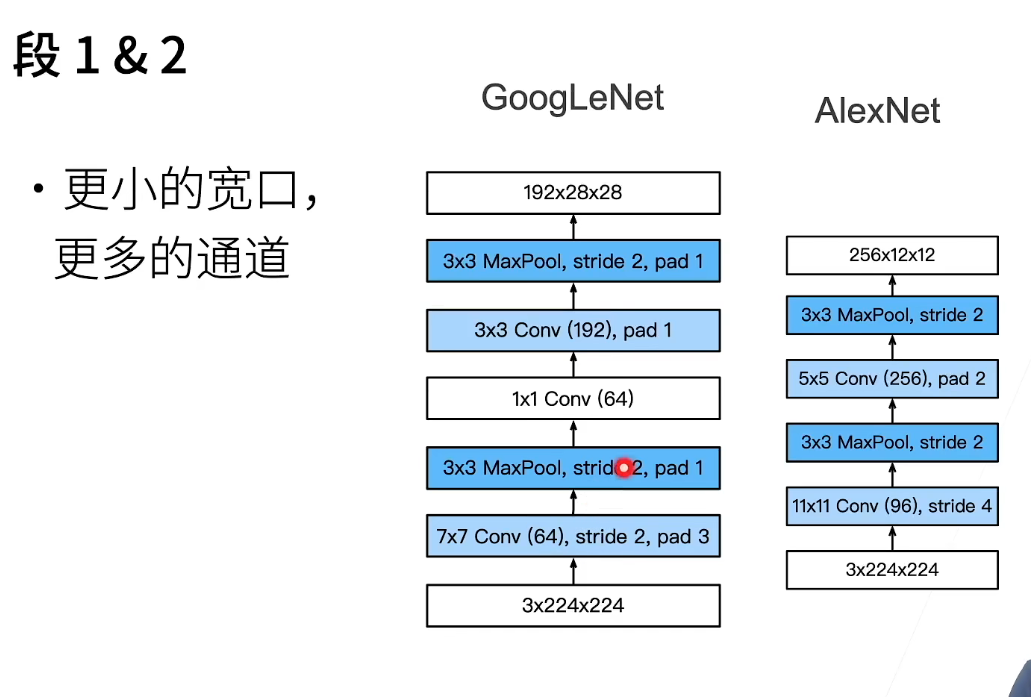 段 1 & 2
GoogLeNet
AlexNet
• 更小的宽口，
更多的通道
192x28x28
3x3 MaxPool, stride 2, pad 1
3x3 Conv (192), pad 1
1x1 Conv (64)
3x3 MaxPool, stride 2, pad 1
7x7 Conv (64), stride 2, pad 3
3x224x224
256x12x12
3x3 MaxPool, stride 2
5x5 Conv (256), pad 2
3x3 MaxPool, stride 2
11x11 Conv (96), stride 4
3x224x224